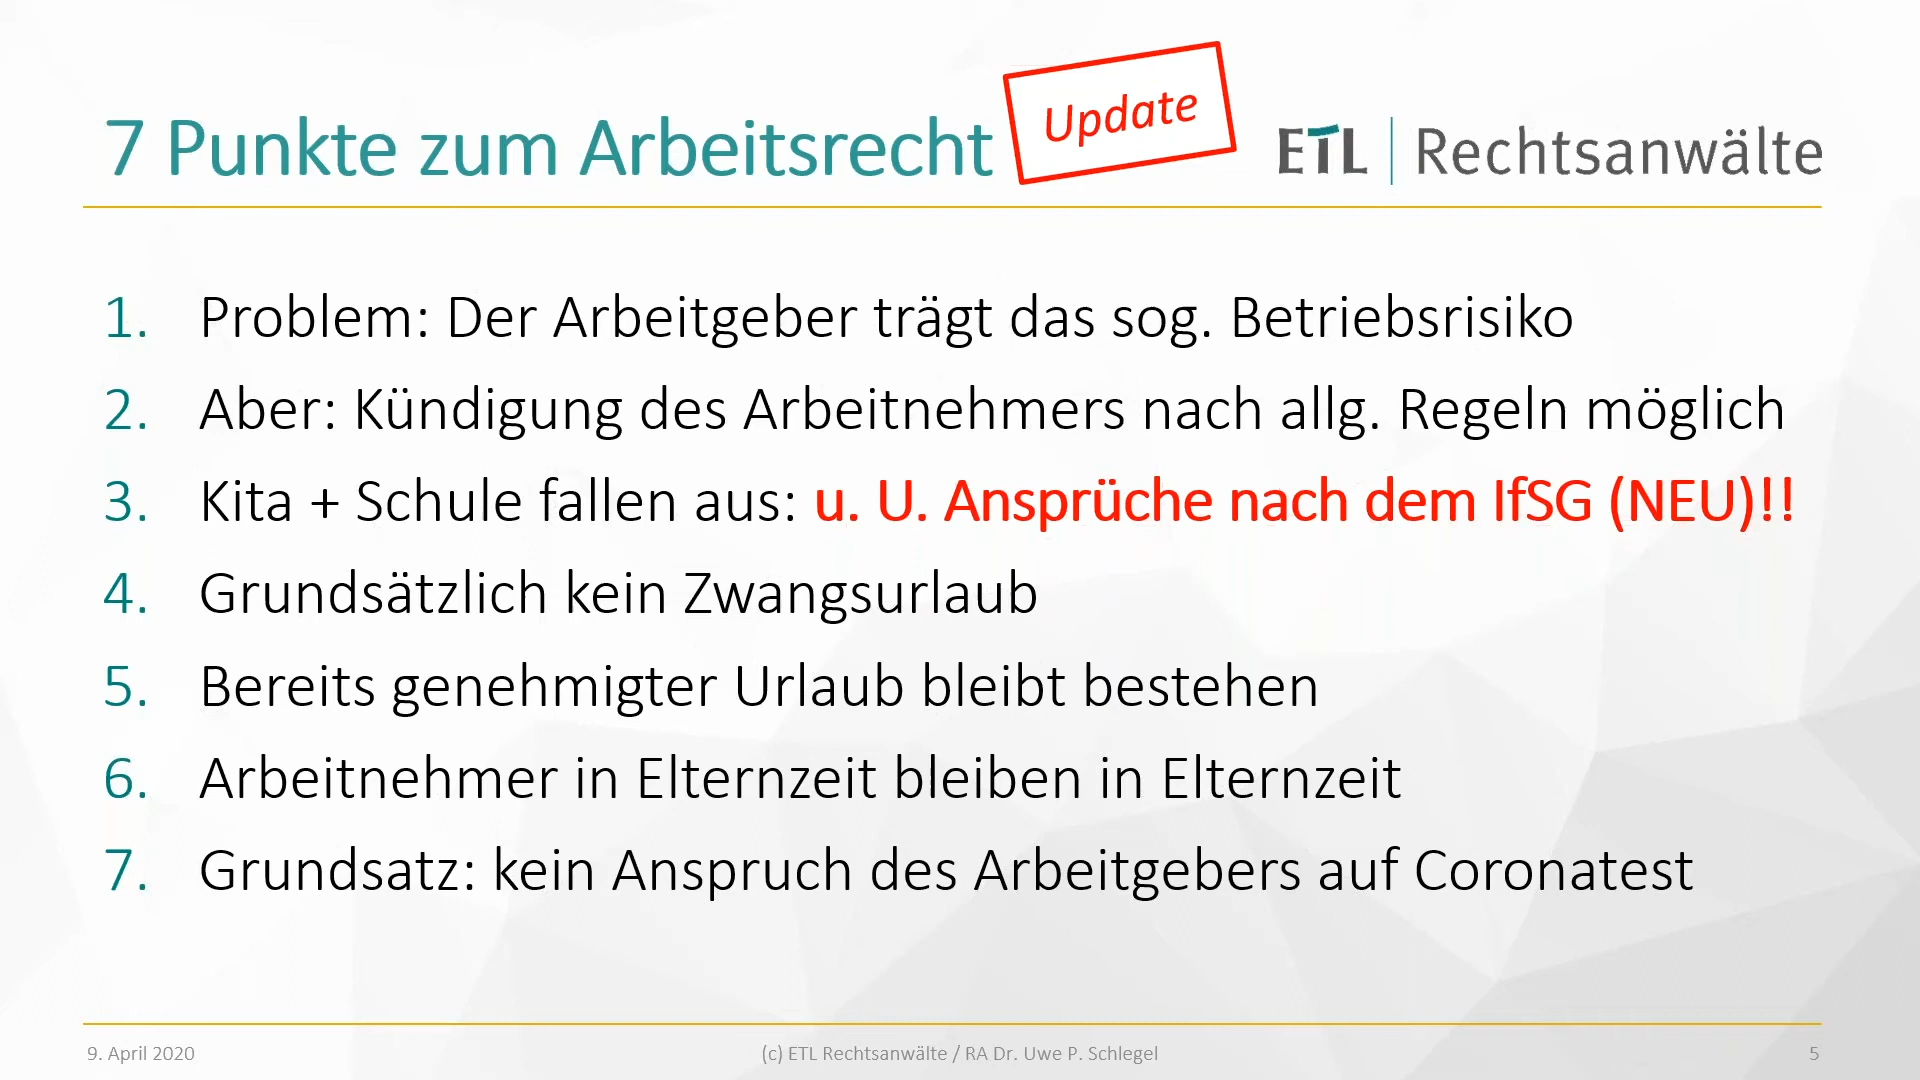 7 Punkte zum Arbeitsrecht
Update
ETL | Rechtsanwälte
1. Problem: Der Arbeitgeber trägt das sog. Betriebsrisiko
2. Aber: Kündigung des Arbeitnehmers nach allg. Regeln möglich
3. Kita + Schule fallen aus: u. U. Ansprüche nach dem IfSG (NEU)!!
4. Grundsätzlich kein Zwangsurlaub
5. Bereits genehmigter Urlaub bleibt bestehen
6. Arbeitnehmer in Elternzeit bleiben in Elternzeit
7. Grundsatz: kein Anspruch des Arbeitgebers auf Coronatest
9. April 2020
(c) ETL Rechtsanwälte / RA Dr. Uwe P. Schlegel
5